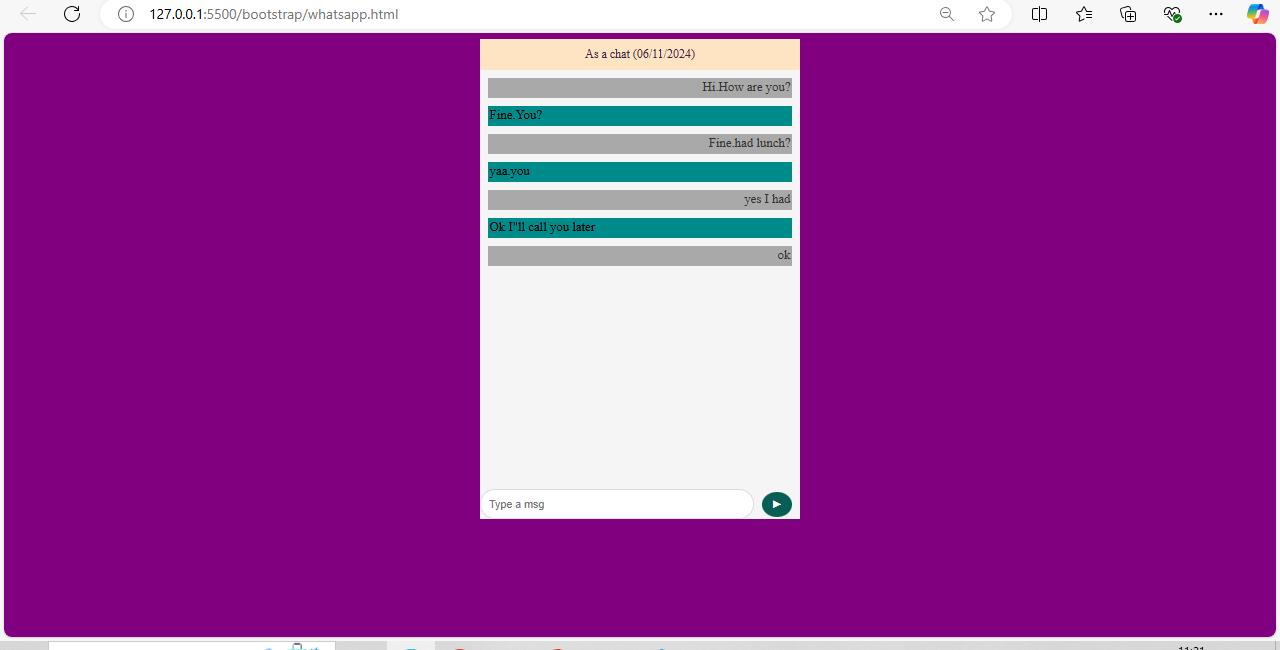 127.0.0.1:5500/bootstrap/whatsapp.html
As a chat (06/11/2024)
Hi.How are you?
Fine.You?
Fine.had lunch?
yaa.you
yes I had
Ok I"ll call you later
ok
Type a msg